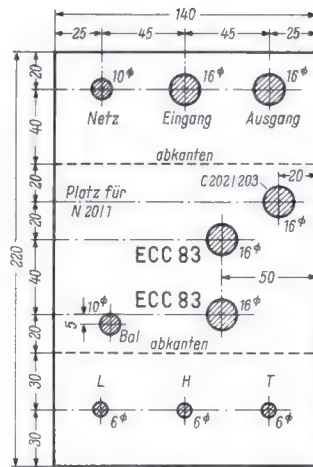 140
25 45 45 25
20 10⌀ 16⌀ 16⌀
Netz Eingang Ausgang
40
abkanten
20 C202/203 20
Platz für
N 20/1
16⌀
20
ECC 83 16⌀
220
40 50
ECC 83 16⌀
10⌀
5 Bal
20
abkanten
30 L H T
6⌀ 6⌀ 6⌀
30